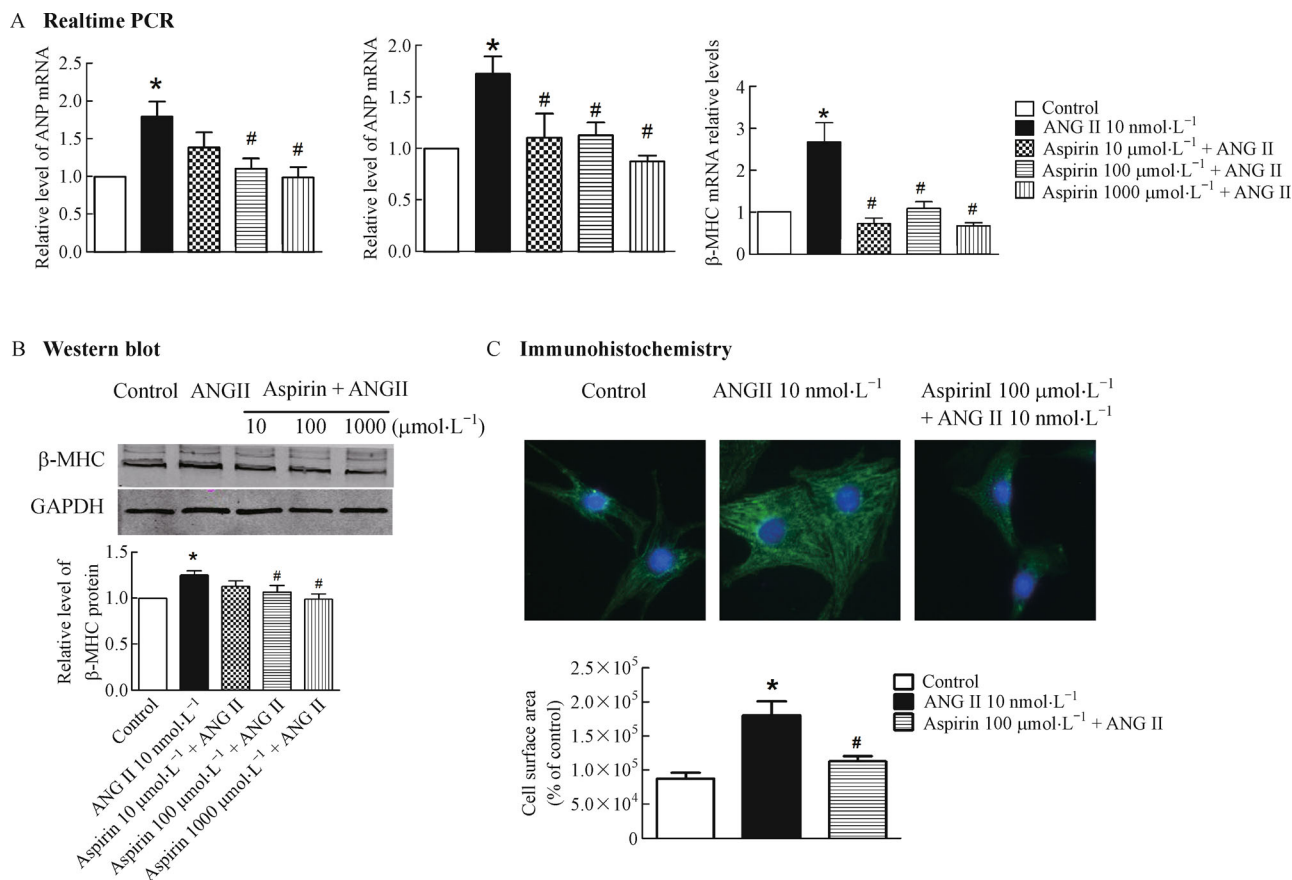 A Realtime PCR
Relative level of ANP mRNA
2.5
2.0
1.5
1.0
0.5
0.0
*
#
#
Relative level of ANP mRNA
2.0
1.5
1.0
0.5
0.0
*
#
#
#
β-MHC mRNA relative levels
4
3
2
1
0
*
#
#
#
Control
ANG II 10 nmol·L⁻¹
Aspirin 10 μmol·L⁻¹ + ANG II
Aspirin 100 μmol·L⁻¹ + ANG II
Aspirin 1000 μmol·L⁻¹ + ANG II
B Western blot
Control ANGII Aspirin + ANGII
10 100 1000 (μmol·L⁻¹)
β-MHC
GAPDH
Relative level of
β-MHC protein
1.5
1.0
0.5
1.0
*
#
#
Control
ANG II 10 nmol·L⁻¹
Aspirin 10 μmol·L⁻¹ + ANG II
Aspirin 100 μmol·L⁻¹ + ANG II
Aspirin 1000 μmol·L⁻¹ + ANG II
C Immunohistochemistry
Control
ANGII 10 nmol·L⁻¹
AspirinI 100 μmol·L⁻¹
+ ANG II 10 nmol·L⁻¹
Cell surface area
(% of control)
2.5×10⁵
2.0×10⁵
1.5×10⁵
1.0×10⁵
5.0×10⁴
0
*
#
Control
ANG II 10 nmol·L⁻¹
Aspirin 100 μmol·L⁻¹ + ANG II